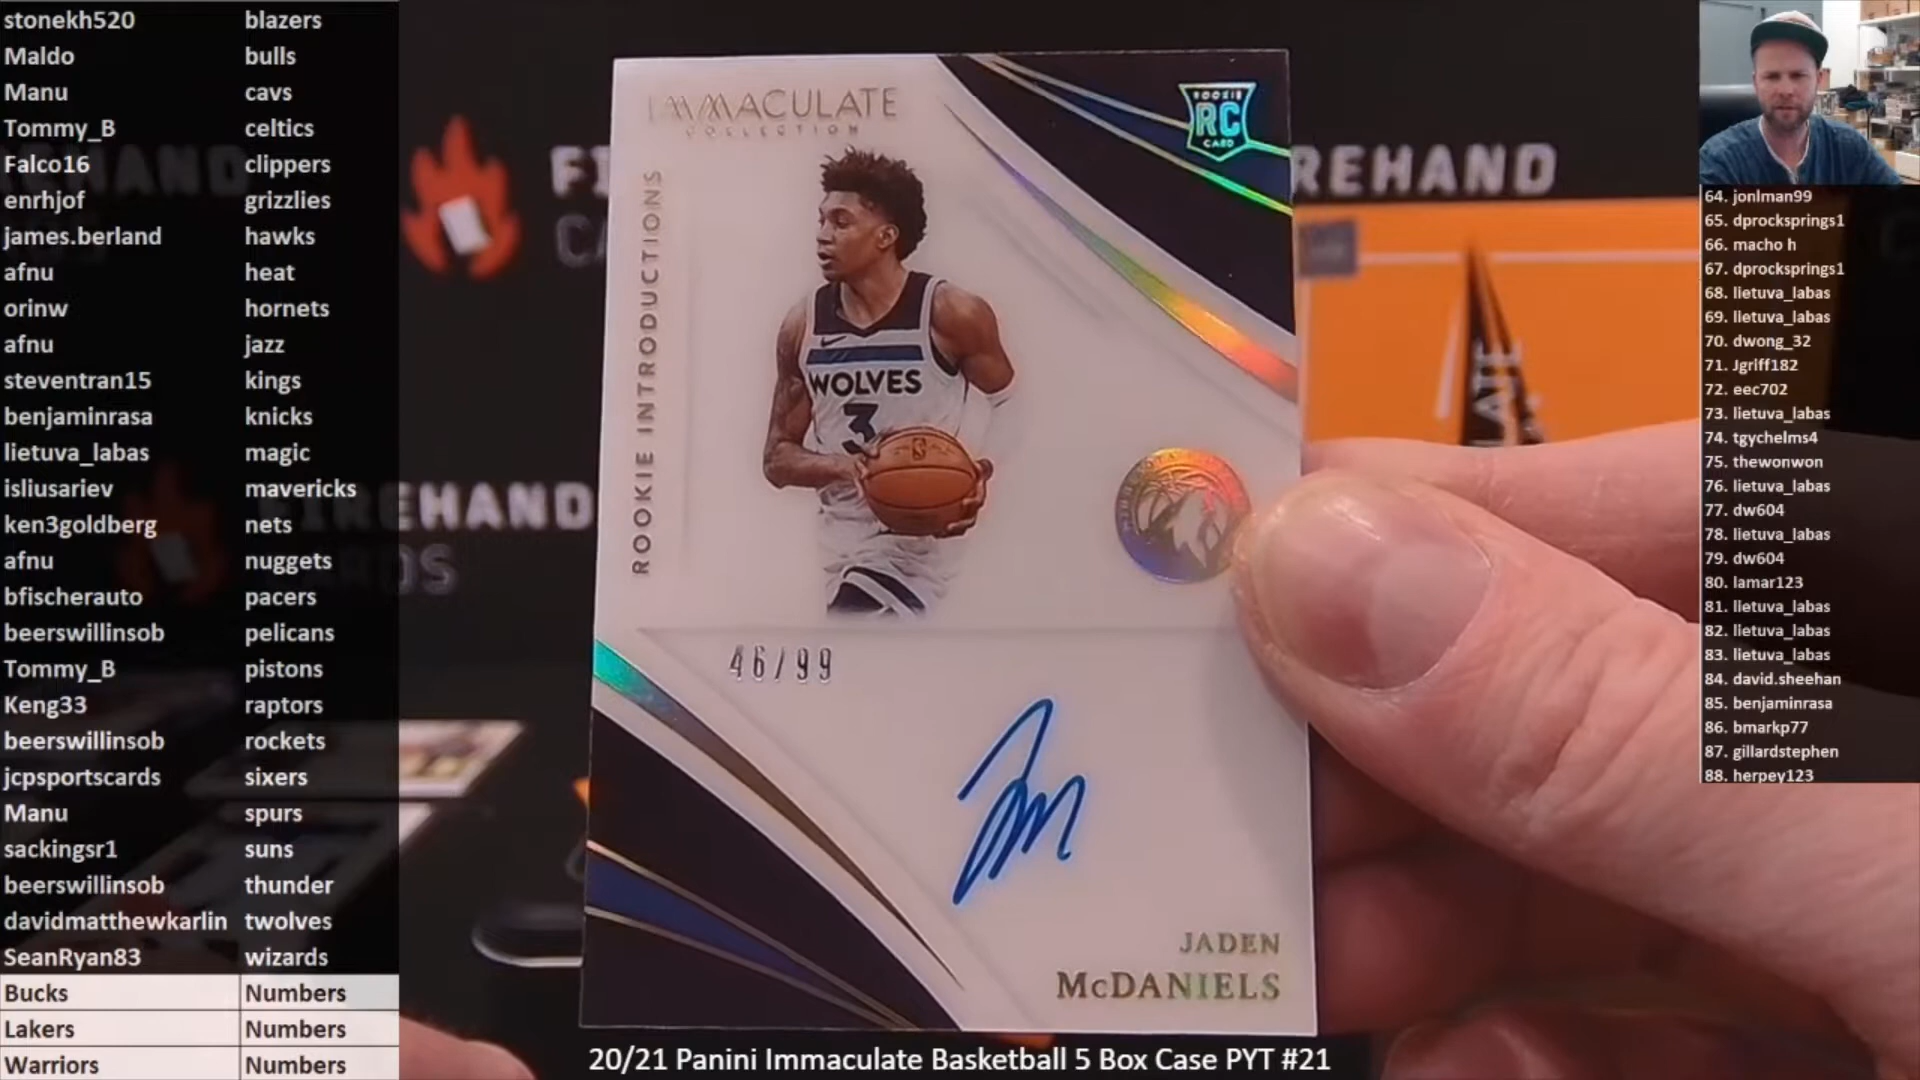 stonekh520 blazers
Maldo bulls
Manu cavs
Tommy_B celtics
Falco16 clippers
enrhjof grizzlies
james.berland hawks
afnu heat
orinw hornets
afnu jazz
steventran15 kings
benjaminrasa knicks
lietuva_labas magic
isliusariev mavericks
ken3goldberg nets
afnu nuggets
bfischerauto pacers
beerswillinsob pelicans
Tommy_B pistons
Keng33 raptors
beerswillinsob rockets
jcpsportscards sixers
Manu spurs
sackingsr1 suns
beerswillinsob thunder
davidmatthewkarlin twolves
SeanRyan83 wizards
Bucks Numbers
Lakers Numbers
Warriors Numbers
IMMACULATE
COLLECTION
ROOKIE INTRODUCTIONS
ROOKIE
RC
CARD
WOLVES
3
46/99
JADEN
McDANIELS
REHAND
EHAND
64. jonlman99
65. dprocksprings1
66. macho h
67. dprocksprings1
68. lietuva_labas
69. lietuva_labas
70. dwong_32
71. Jgriff182
72. eec702
73. lietuva_labas
74. tgychelms4
75. thewonwon
76. lietuva_labas
77. dw604
78. lietuva_labas
79. dw604
80. lamar123
81. lietuva_labas
82. lietuva_labas
83. lietuva_labas
84. david.sheehan
85. benjaminrasa
86. bmarkp77
87. gillardstephen
88. herpey123
20/21 Panini Immaculate Basketball 5 Box Case PYT #21